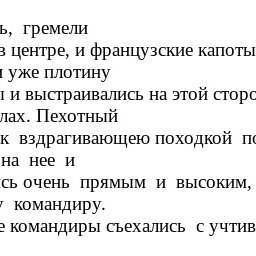 ь, гремели
в центре, и французские капоты
уже плотину
и выстраивались на этой сторо
лах. Пехотный
к вздрагивающею походкой по
на нее и
сь очень прямым и высоким,
командиру.
е командиры съехались с учтив